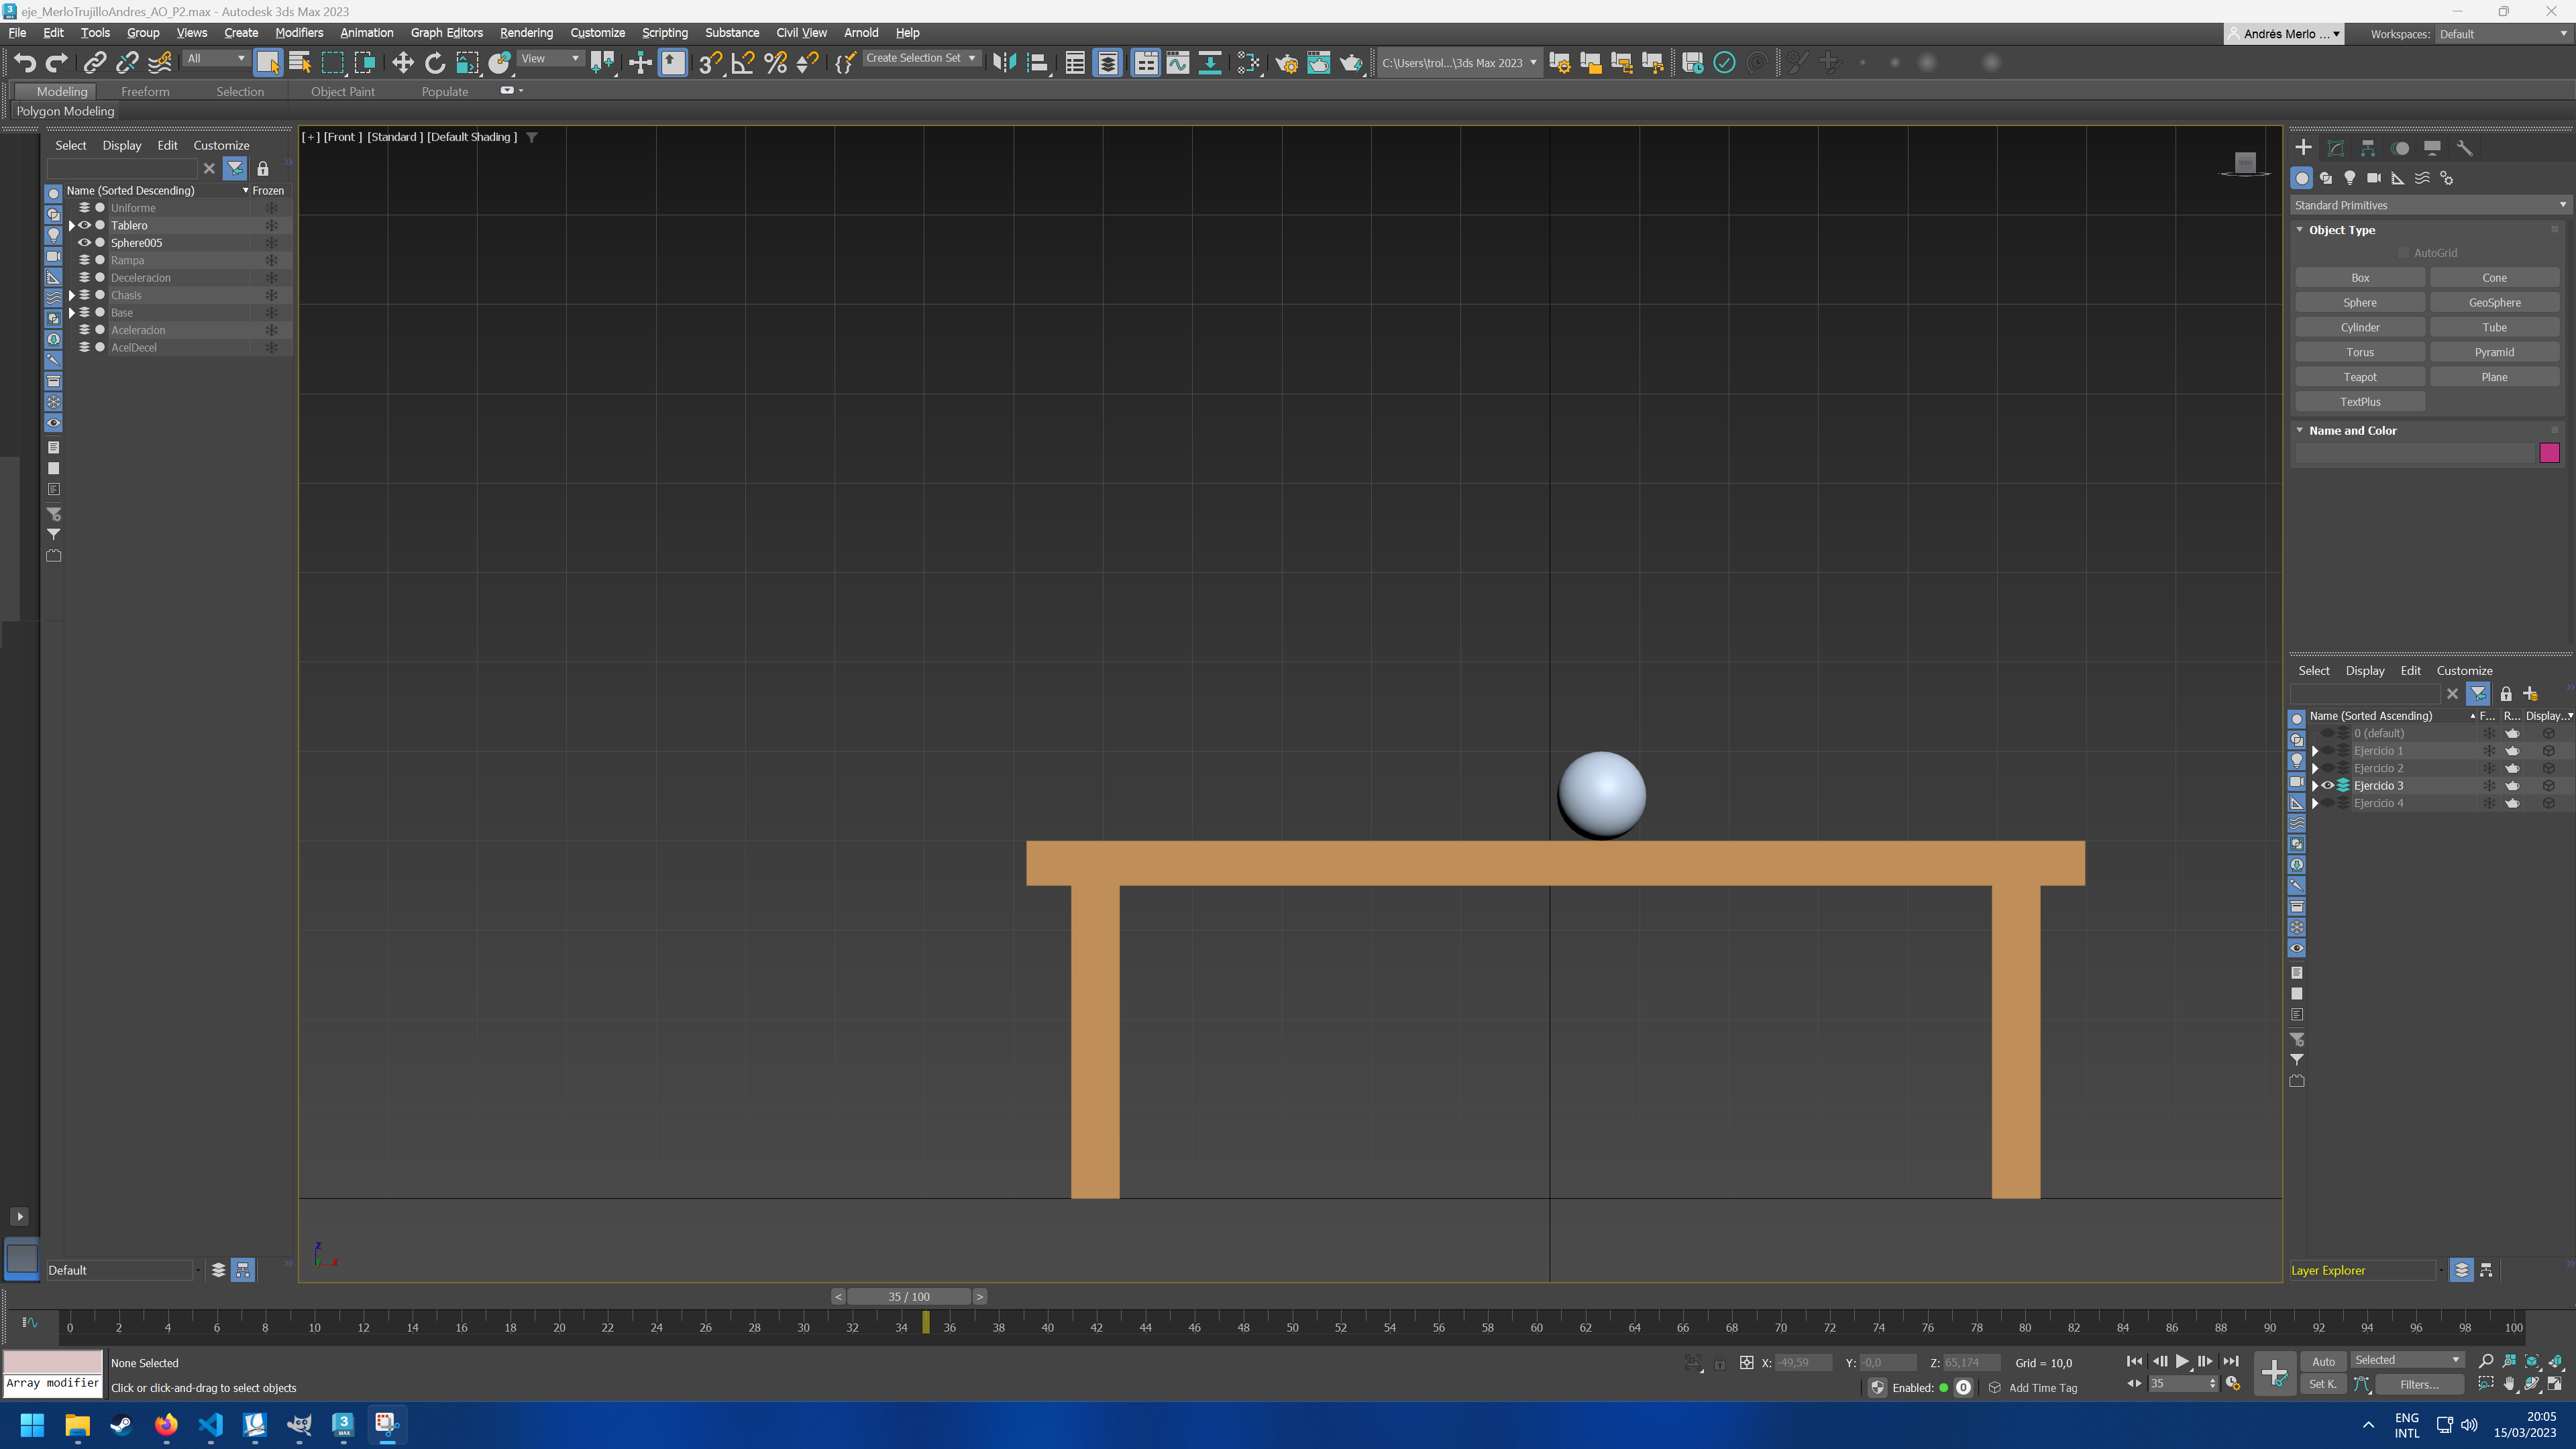 eje_MerloTrujilloAndres_AO_P2.max - Autodesk 3ds Max 2023
File Edit Tools Group Views Create Modifiers Animation Graph Editors Rendering Customize Scripting Substance Civil View Arnold Help
Andrés Merlo ... Workspaces: Default
All View Create Selection Set C:\Users\trol...\3ds Max 2023
Modeling Freeform Selection Object Paint Populate
Polygon Modeling
Select Display Edit Customize
Name (Sorted Descending) Frozen
Uniforme
Tablero
Sphere005
Rampa
Deceleracion
Chasis
Base
Aceleracion
AcelDecel
Default
[+] [Front ] [Standard ] [Default Shading ]
z
x
Standard Primitives
Object Type
AutoGrid
Box Cone
Sphere GeoSphere
Cylinder Tube
Torus Pyramid
Teapot Plane
TextPlus
Name and Color
Select Display Edit Customize
Name (Sorted Ascending) F... R... Display...
0 (default)
Ejercicio 1
Ejercicio 2
Ejercicio 3
Ejercicio 4
Layer Explorer
< 35 / 100 >
0 2 4 6 8 10 12 14 16 18 20 22 24 26 28 30 32 34 36 38 40 42 44 46 48 50 52 54 56 58 60 62 64 66 68 70 72 74 76 78 80 82 84 86 88 90 92 94 96 98 100
None Selected
Array modifier
Click or click-and-drag to select objects
X: -49,59 Y: -0,0 Z: 65,174 Grid = 10,0
Enabled: 0 Add Time Tag
35
Auto Selected
Set K. Filters...
ENG
INTL
20:05
15/03/2023